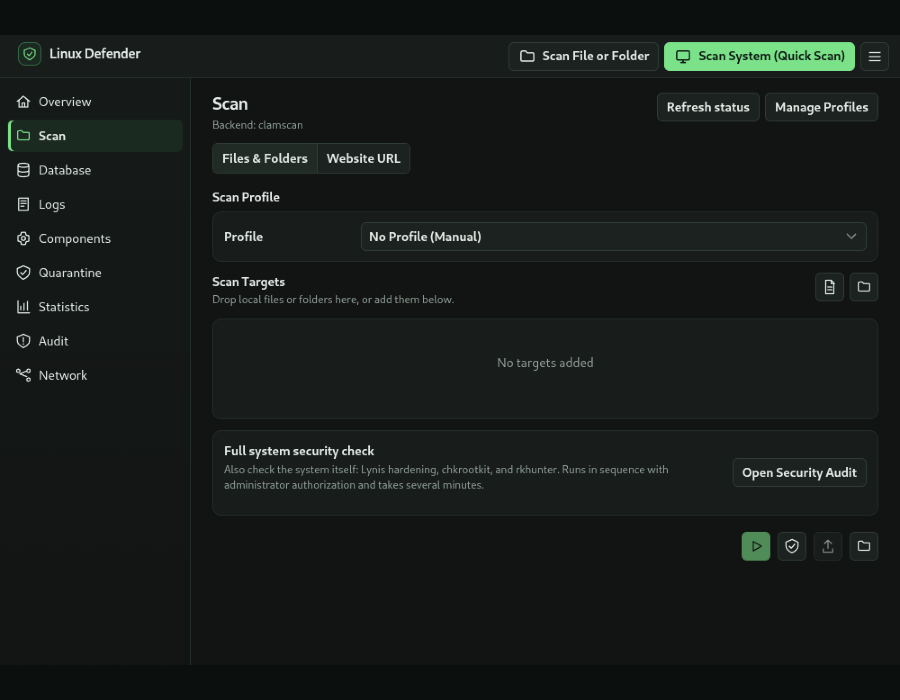 Linux Defender
Scan File or Folder
Scan System (Quick Scan)
Overview
Scan
Database
Logs
Components
Quarantine
Statistics
Audit
Network
Scan
Backend: clamscan
Refresh status
Manage Profiles
Files & Folders
Website URL
Scan Profile
Profile
No Profile (Manual)
Scan Targets
Drop local files or folders here, or add them below.
No targets added
Full system security check
Also check the system itself: Lynis hardening, chkrootkit, and rkhunter. Runs in sequence with
administrator authorization and takes several minutes.
Open Security Audit